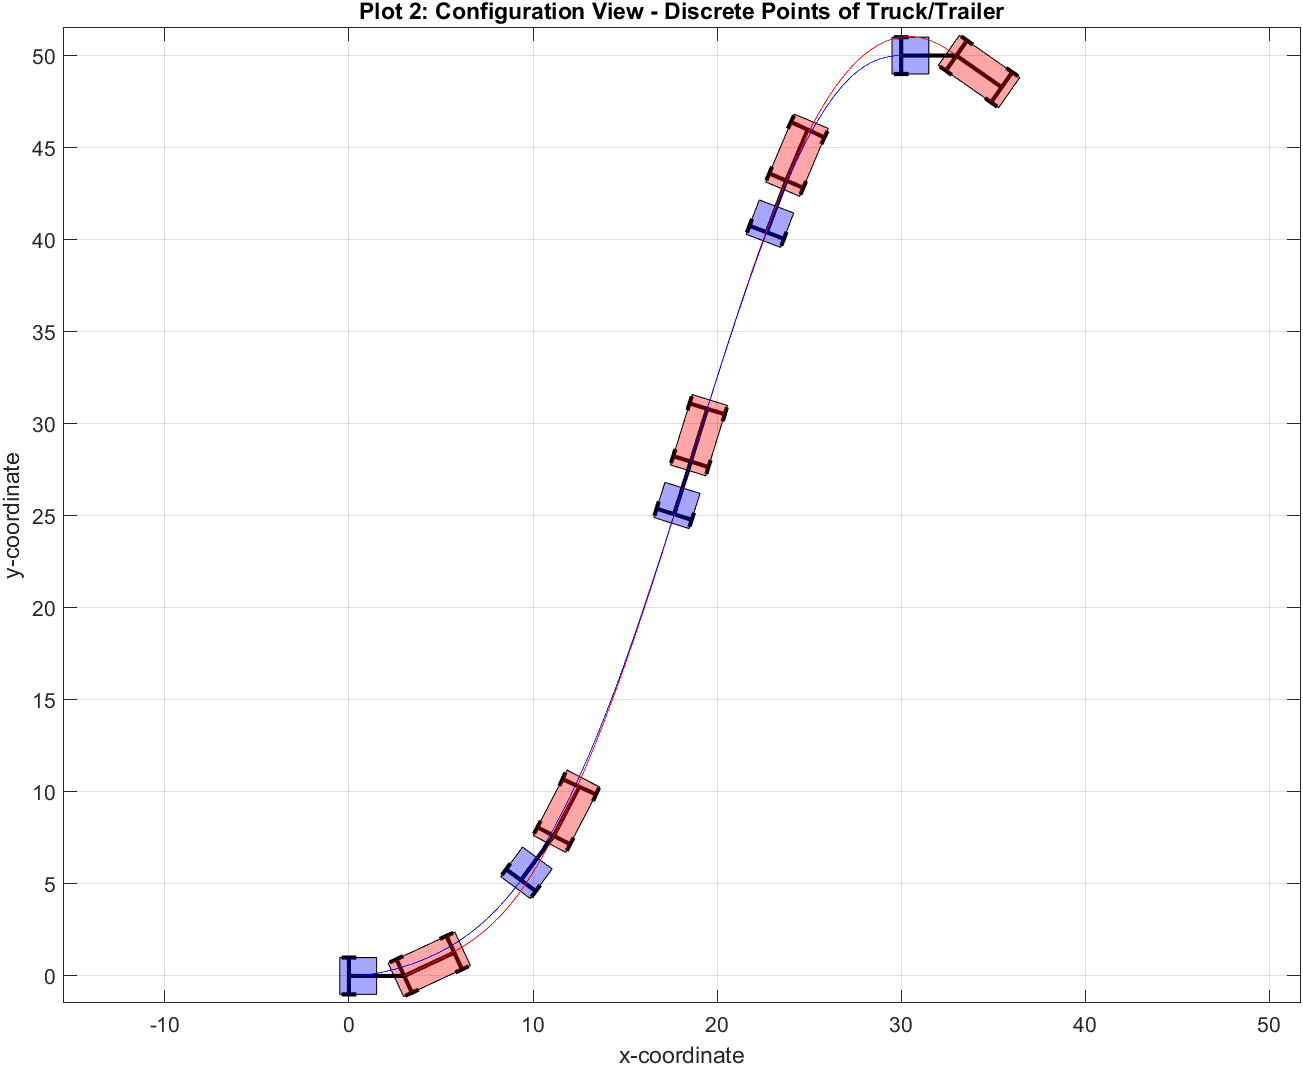 Plot 2: Configuration View - Discrete Points of Truck/Trailer
50
45
40
35
30
25
20
15
10
5
0
y-coordinate
-10 0 10 20 30 40 50
x-coordinate